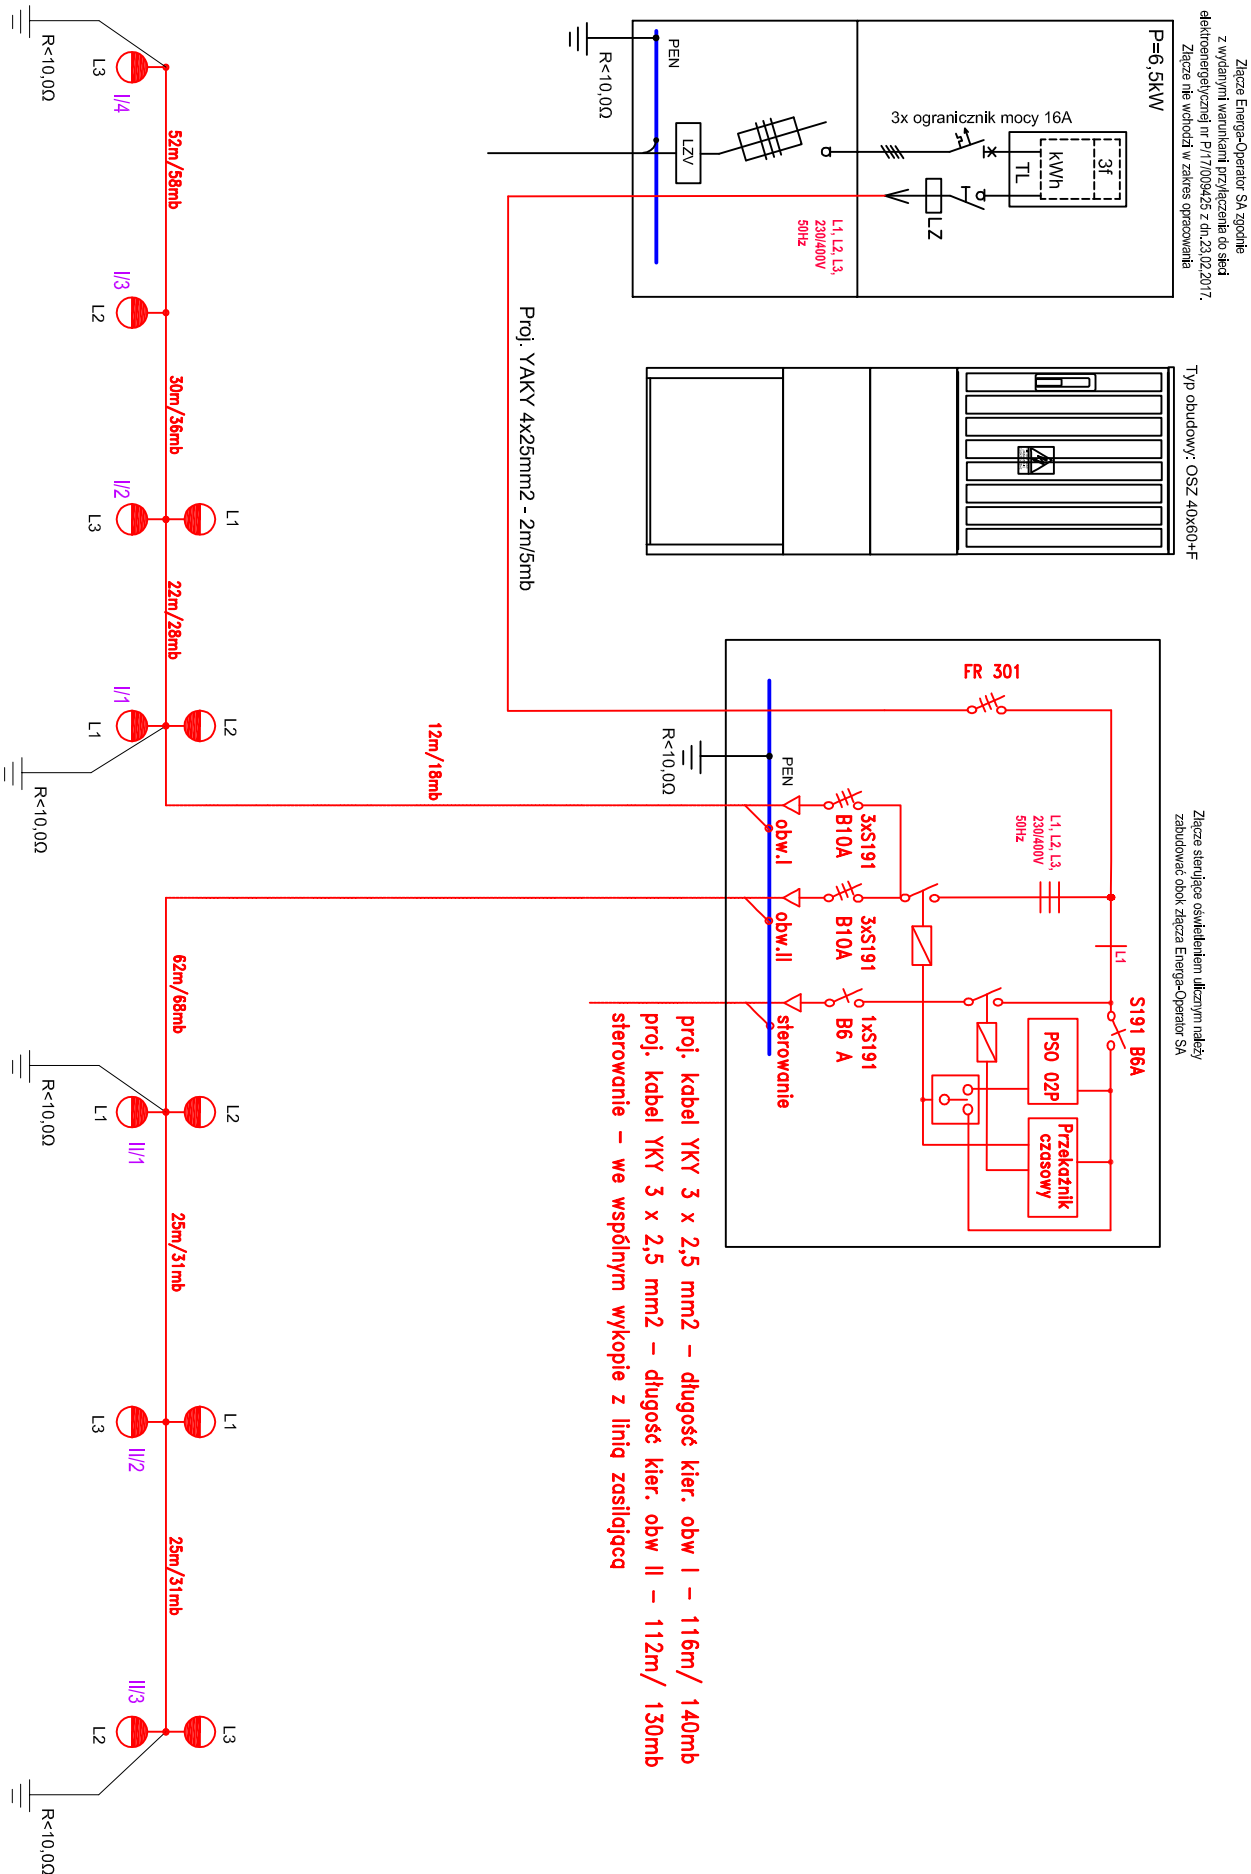 Złącze Energa-Operator SA zgodnie
z wydanymi warunkami przyłączenia do sieci
elektroenergetycznej nr P/17/009425 z dn.23.02.2017.
Złącze nie wchodzi w zakres opracowania
P=6,5kW
3x ogranicznik mocy 16A
3f
kWh
TL
LZ
L1, L2, L3,
230/400V
50Hz
LZV
PEN
R<10,0Ω
Typ obudowy: OSZ 40x60+F
Proj. YAKY 4x25mm2 - 2m/5mb
Złącze sterujące oświetleniem ulicznym należy
zabudować obok złącza Energa-Operator SA
FR 301
L1, L2, L3,
230/400V
50Hz
L1
S191 B6A
PSO 02P
Przekaźnik
czasowy
3xS191
B10A
3xS191
B10A
1xS191
B6 A
PEN
R<10,0Ω
obw.I
obw.II
sterowanie
proj. kabel YKY 3 x 2,5 mm2 - długość kier. obw I - 116m/ 140mb
proj. kabel YKY 3 x 2,5 mm2 - długość kier. obw II - 112m/ 130mb
sterowanie - we wspólnym wykopie z linią zasilającą
12m/18mb
R<10,0Ω
L3
I/4
52m/58mb
I/3
L2
30m/36mb
L1
I/2
L3
22m/28mb
L2
I/1
L1
R<10,0Ω
62m/68mb
L2
L1
II/1
R<10,0Ω
25m/31mb
L1
L3
II/2
25m/31mb
L3
II/3
L2
R<10,0Ω